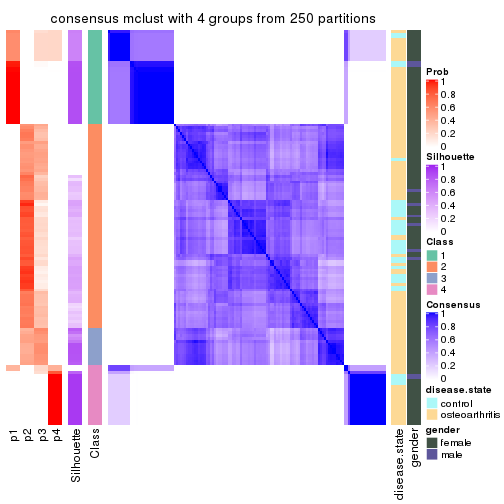 consensus mclust with 4 groups from 250 partitions
Prob
1
0.8
0.6
0.4
0.2
0
Silhouette
1
0.8
0.6
0.4
0.2
0
Class
1
2
3
4
Consensus
1
0.8
0.6
0.4
0.2
0
disease.state
control
osteoarthritis
gender
female
male
p1
p2
p3
p4
Silhouette
Class
disease.state
gender